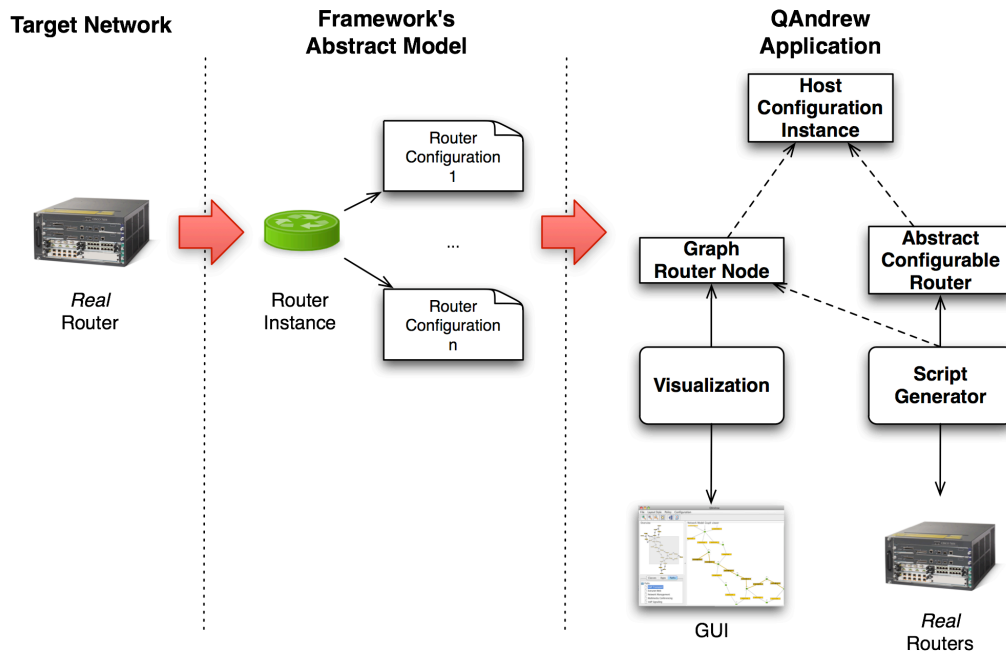 Target Network
Framework's
Abstract Model
QAndrew
Application
Real
Router
Router
Instance
Router
Configuration
1
...
Router
Configuration
n
Host
Configuration
Instance
Graph
Router Node
Abstract
Configurable
Router
Visualization
Script
Generator
GUI
Real
Routers